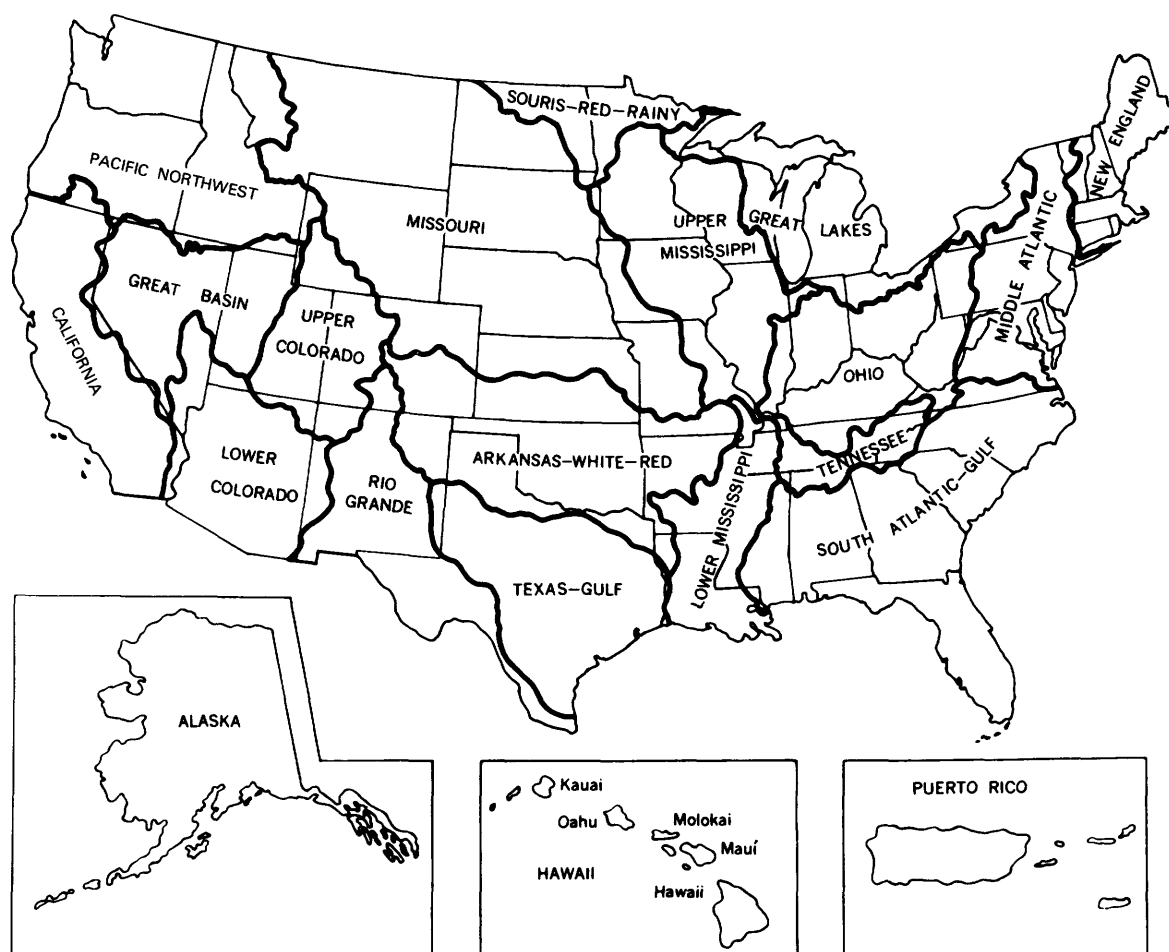 SOURIS–RED–RAINY
NEW ENGLAND
PACIFIC NORTHWEST
MISSOURI
UPPER
MISSISSIPPI
GREAT LAKES
MIDDLE ATLANTIC
GREAT BASIN
UPPER
COLORADO
CALIFORNIA
OHIO
TENNESSEE
LOWER
COLORADO
RIO
GRANDE
ARKANSAS–WHITE–RED
LOWER MISSISSIPPI
SOUTH ATLANTIC–GULF
TEXAS–GULF
ALASKA
Kauai
Oahu
Molokai
Mauí
HAWAII
Hawaii
PUERTO RICO